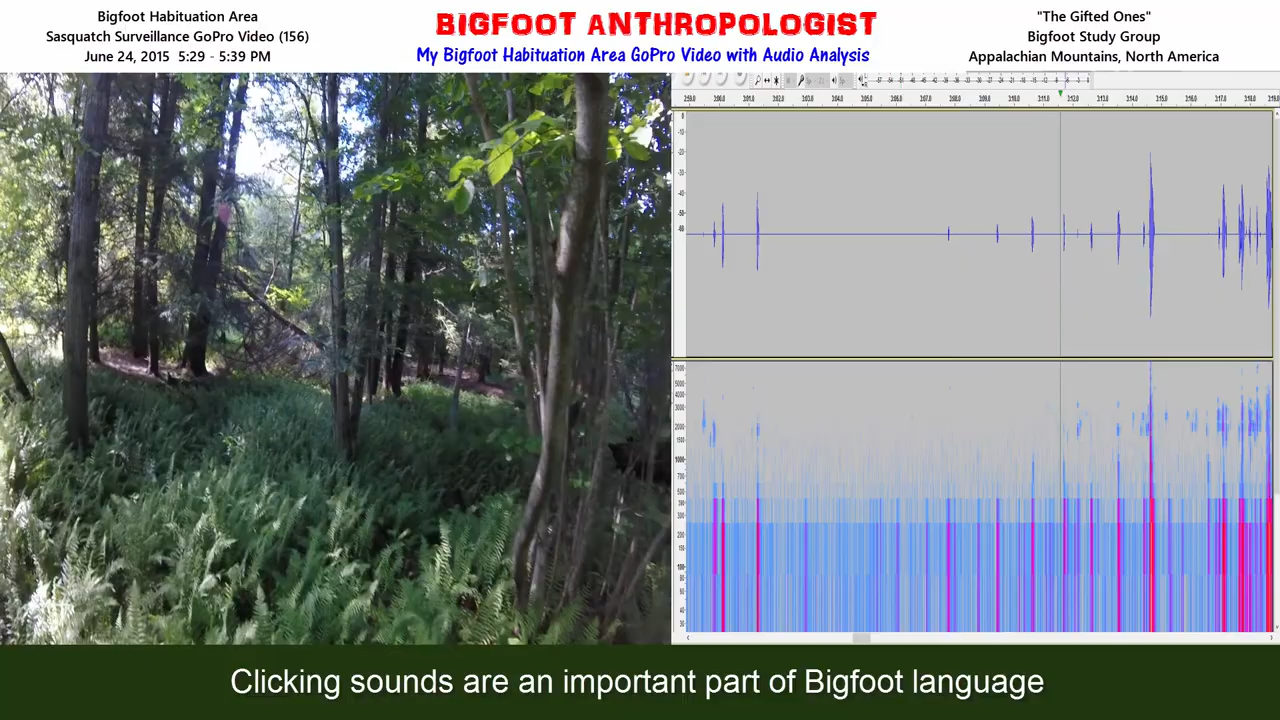 Bigfoot Habituation Area
Sasquatch Surveillance GoPro Video (156)
June 24, 2015 5:29 - 5:39 PM
BIGFOOT ANTHROPOLOGIST
My Bigfoot Habituation Area GoPro Video with Audio Analysis
"The Gifted Ones"
Bigfoot Study Group
Appalachian Mountains, North America
Clicking sounds are an important part of Bigfoot language